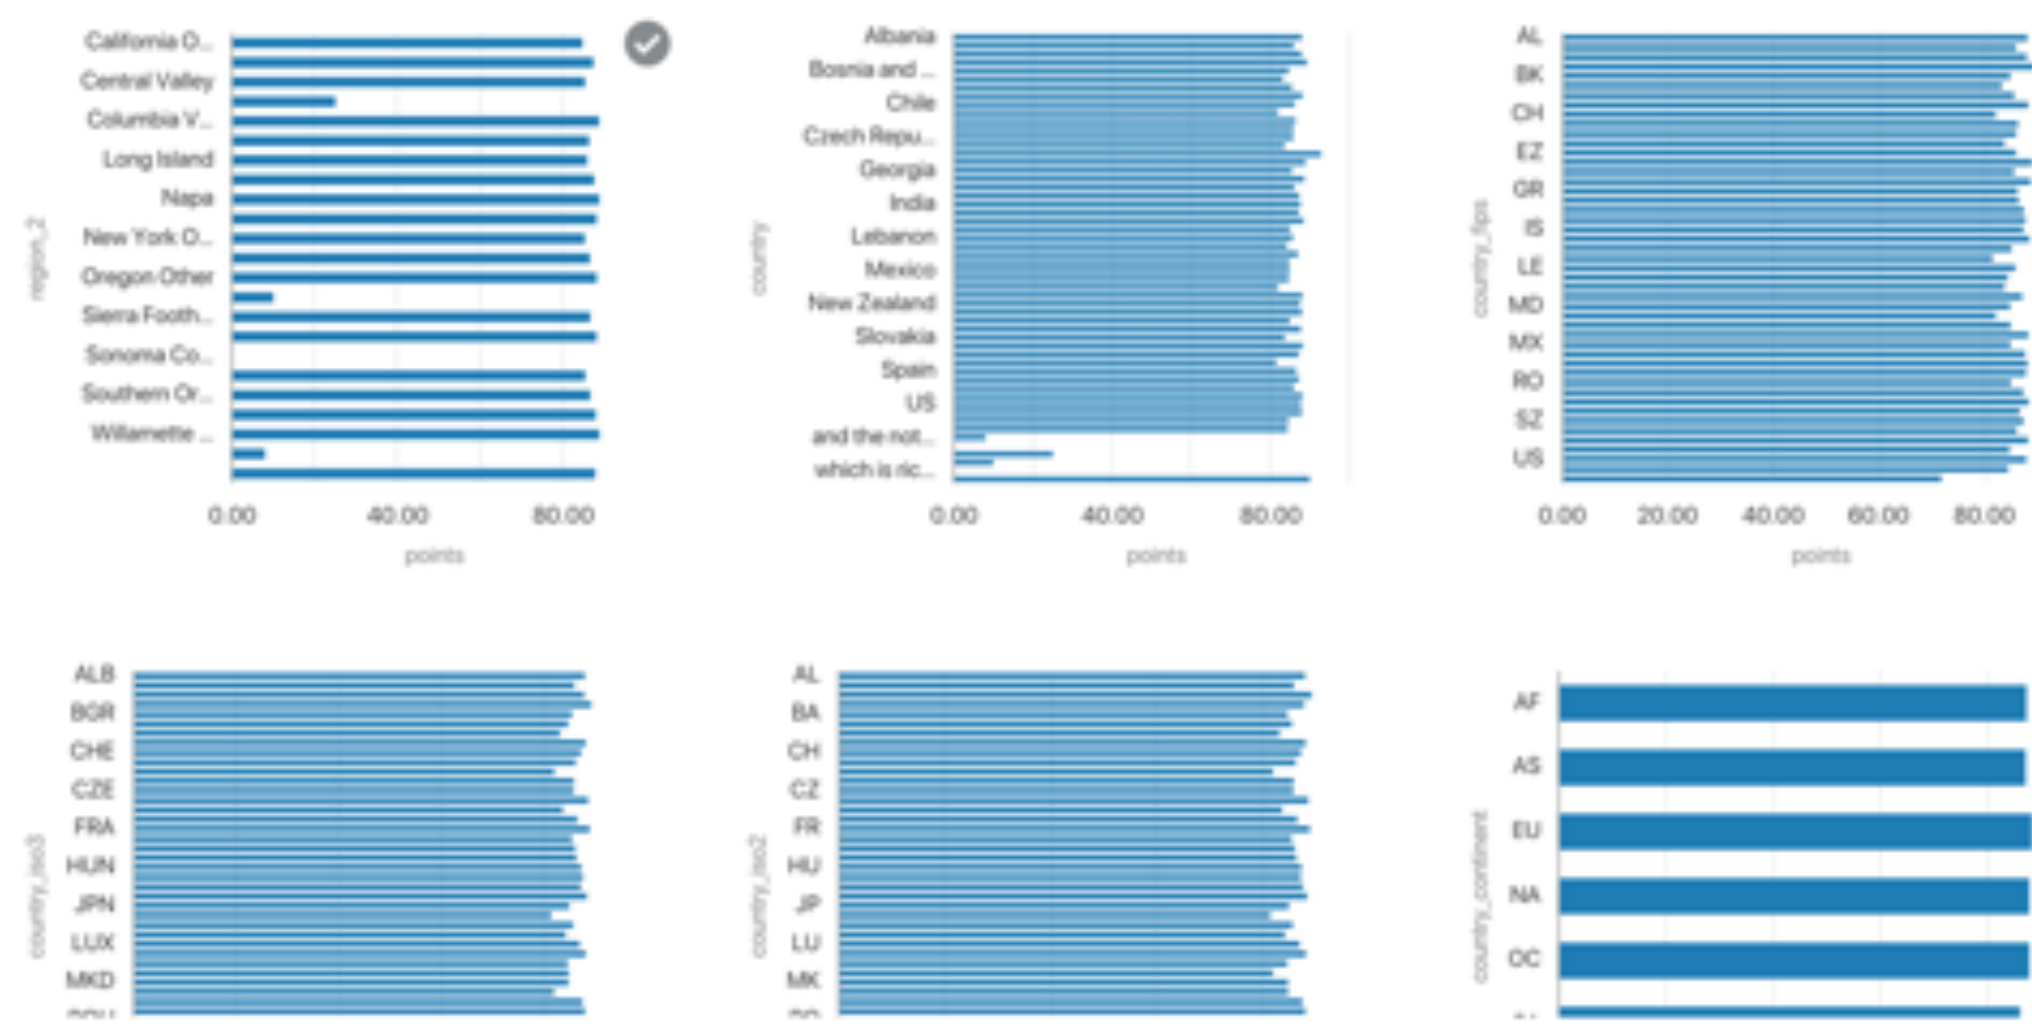 California O...
Central Valley
Columbia V...
Long Island
Napa
New York O...
Oregon Other
Sierra Footh...
Sonoma Co...
Southern Or...
Willamette ...
region_2
0.00 40.00 80.00
points
Albania
Bosnia and ...
Chile
Czech Repu...
Georgia
India
Lebanon
Mexico
New Zealand
Slovakia
Spain
US
and the not...
which is ric...
country
0.00 40.00 80.00
points
AL
BK
CH
EZ
GR
IS
LE
MD
MX
RO
SZ
US
country_fips
0.00 20.00 40.00 60.00 80.00
points
ALB
BGR
CHE
CZE
FRA
HUN
JPN
LUX
MKD
country_iso3
AL
BA
CH
CZ
FR
HU
JP
LU
MK
country_iso2
AF
AS
EU
NA
OC
country_continent